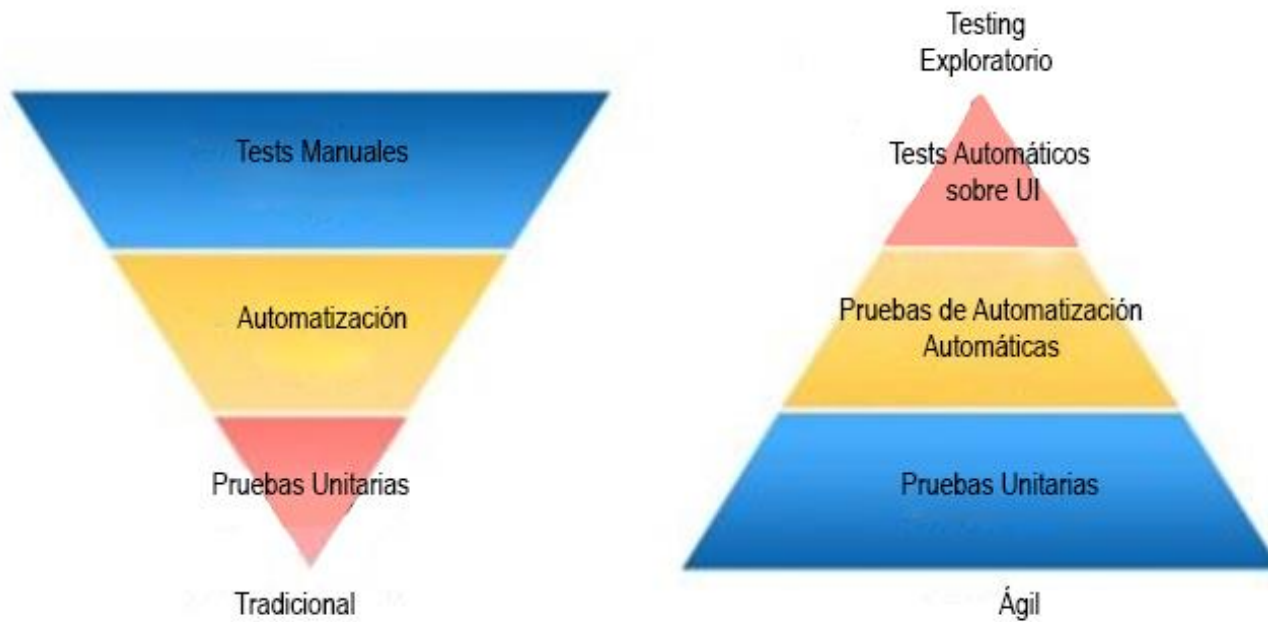 Tests Manuales
Automatización
Pruebas Unitarias
Tradicional
Testing
Exploratorio
Tests Automáticos
sobre UI
Pruebas de Automatización
Automáticas
Pruebas Unitarias
Ágil